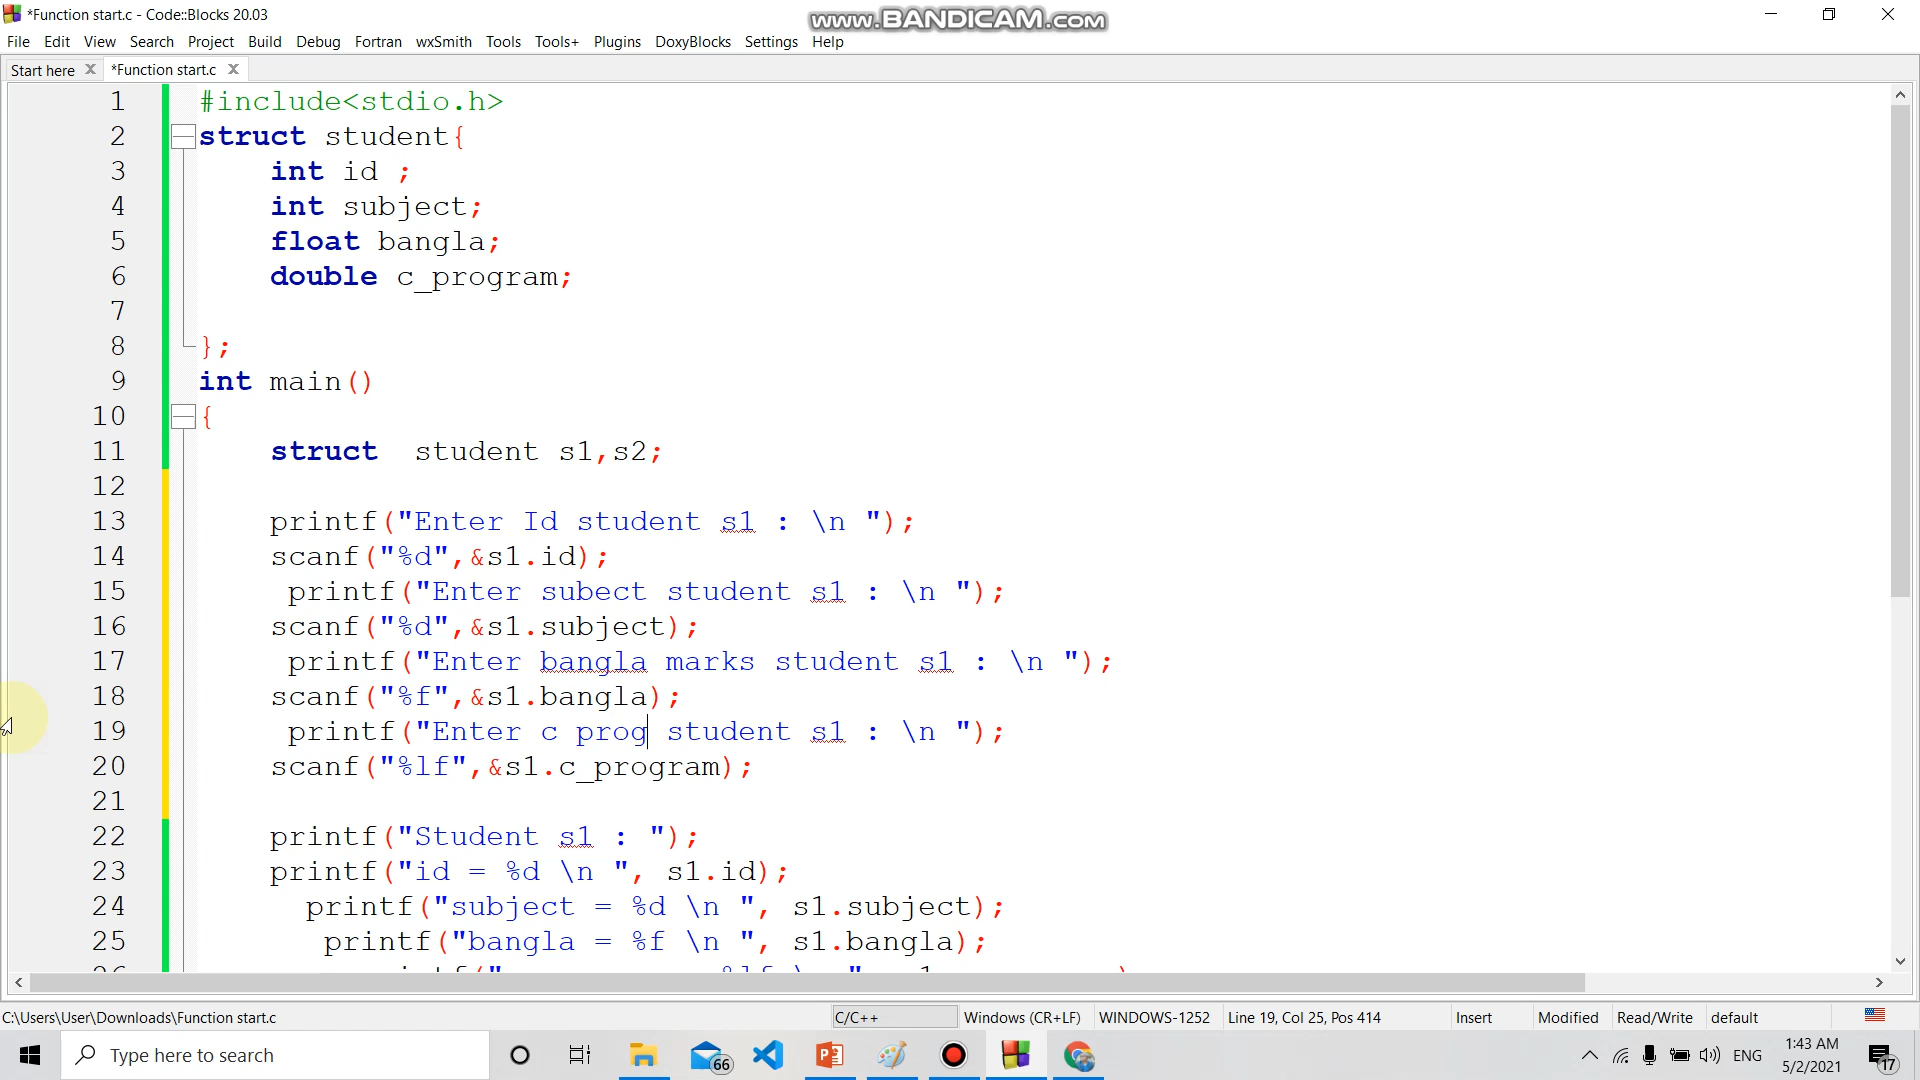 *Function start.c - Code::Blocks 20.03
www.BANDICAM.com
File Edit View Search Project Build Debug Fortran wxSmith Tools Tools+ Plugins DoxyBlocks Settings Help
Start here *Function start.c
1 #include<stdio.h>
2 struct student{
3 int id ;
4 int subject;
5 float bangla;
6 double c_program;
7
8 };
9 int main()
10 {
11 struct  student s1,s2;
12
13 printf("Enter Id student s1 : \n ");
14 scanf("%d",&s1.id);
15 printf("Enter subect student s1 : \n ");
16 scanf("%d",&s1.subject);
17 printf("Enter bangla marks student s1 : \n ");
18 scanf("%f",&s1.bangla);
19 printf("Enter c prog student s1 : \n ");
20 scanf("%lf",&s1.c_program);
21
22 printf("Student s1 : ");
23 printf("id = %d \n ", s1.id);
24 printf("subject = %d \n ", s1.subject);
25 printf("bangla = %f \n ", s1.bangla);
C:\Users\User\Downloads\Function start.c C/C++ Windows (CR+LF) WINDOWS-1252 Line 19, Col 25, Pos 414 Insert Modified Read/Write default
Type here to search 66 ENG 1:43 AM 17
5/2/2021